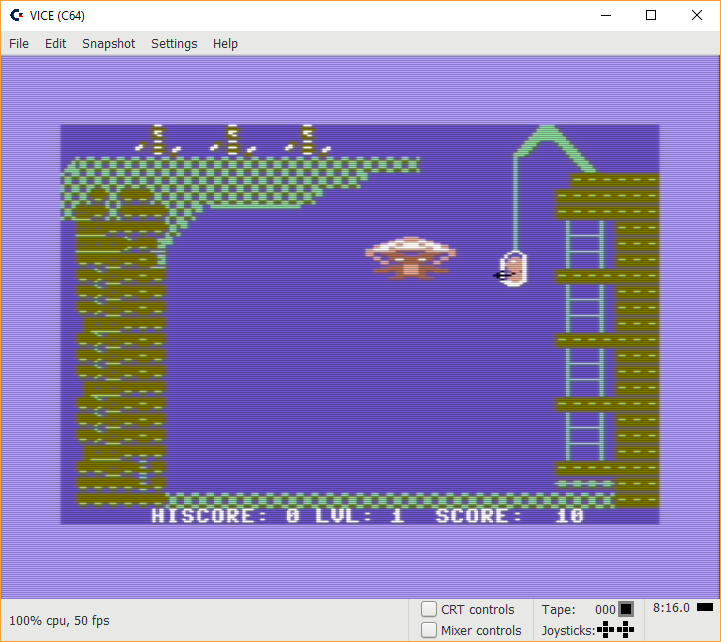 VICE (C64)
File Edit Snapshot Settings Help
HISCORE: 0 LVL: 1 SCORE: 10
100% cpu, 50 fps
CRT controls
Mixer controls
Tape: 000
Joysticks:
8:16.0